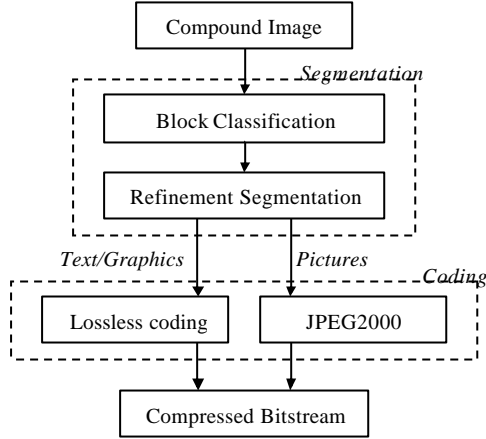 Compound Image
Segmentation
Block Classification
Refinement Segmentation
Text/Graphics
Pictures
Coding
Lossless coding
JPEG2000
Compressed Bitstream